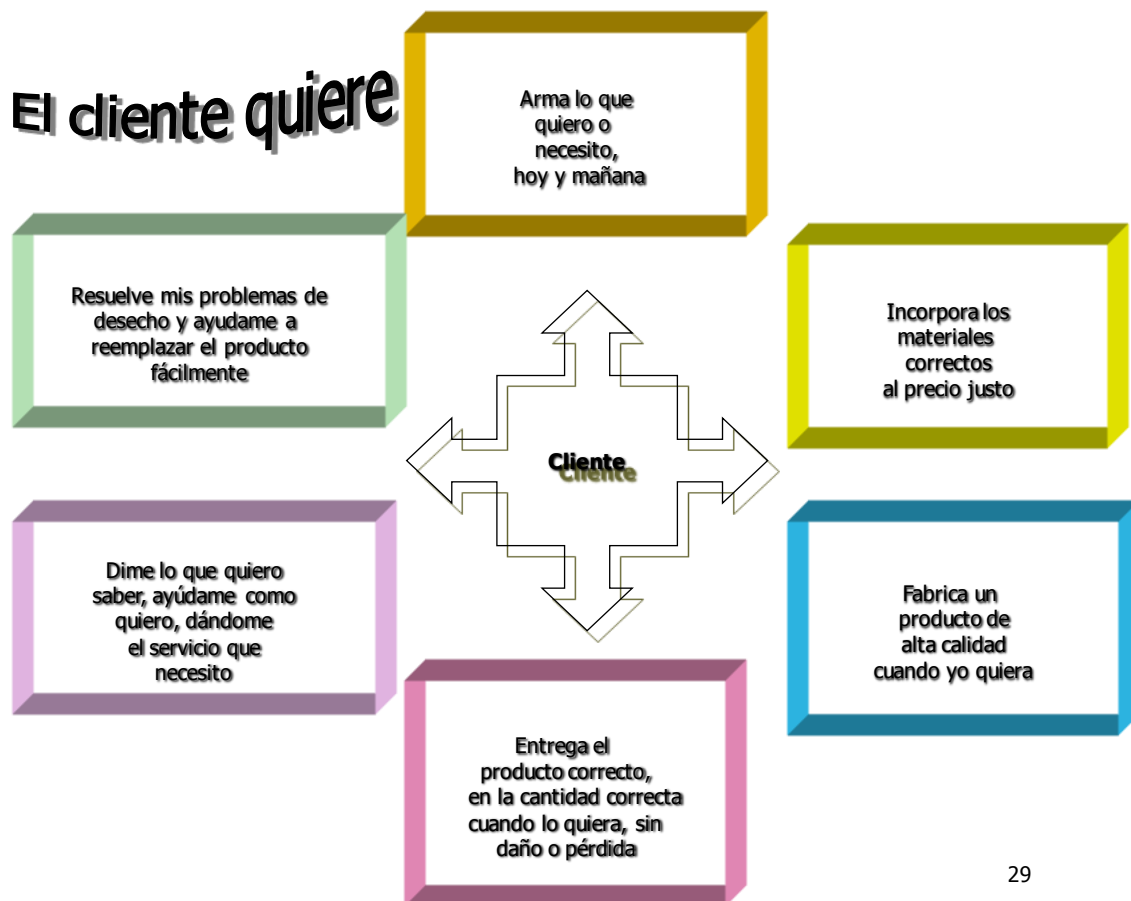 El cliente quiere
Arma lo que
quiero o
necesito,
hoy y mañana
Resuelve mis problemas de
desecho y ayudame a
reemplazar el producto
fácilmente
Incorpora los
materiales
correctos
al precio justo
Cliente
Dime lo que quiero
saber, ayúdame como
quiero, dándome
el servicio que
necesito
Fabrica un
producto de
alta calidad
cuando yo quiera
Entrega el
producto correcto,
en la cantidad correcta
cuando lo quiera, sin
daño o pérdida
29